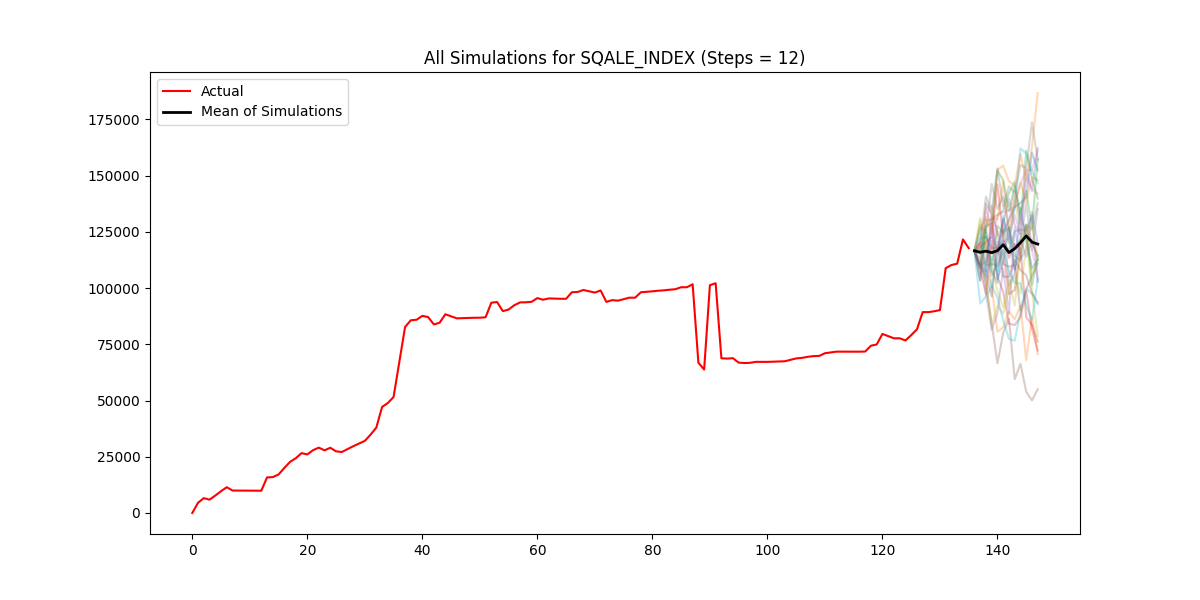 All Simulations for SQALE_INDEX (Steps = 12)
Actual
Mean of Simulations
175000
150000
125000
100000
75000
50000
25000
0
0 20 40 60 80 100 120 140